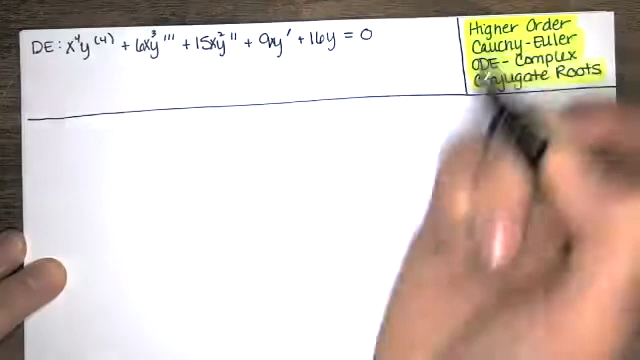 DE: x⁴y⁽⁴⁾ + 6x³y''' + 15x²y'' + 9xy' + 16y = 0
Higher Order
Cauchy-Euler
ODE - Complex
Conjugate Roots